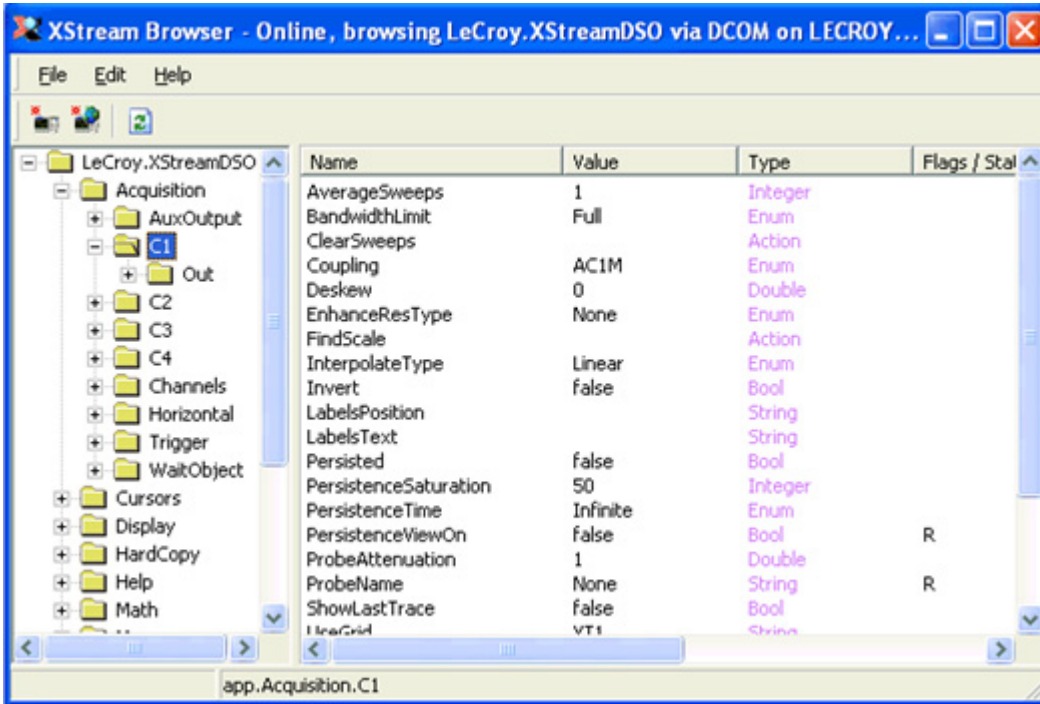 XStream Browser - Online, browsing LeCroy.XStreamDSO via DCOM on LECROY...
File Edit Help
LeCroy.XStreamDSO
Acquisition
AuxOutput
C1
Out
C2
C3
C4
Channels
Horizontal
Trigger
WaitObject
Cursors
Display
HardCopy
Help
Math
Name Value Type Flags / Stat
AverageSweeps 1 Integer
BandwidthLimit Full Enum
ClearSweeps Action
Coupling AC1M Enum
Deskew 0 Double
EnhanceResType None Enum
FindScale Action
InterpolateType Linear Enum
Invert false Bool
LabelsPosition String
LabelsText String
Persisted false Bool
PersistenceSaturation 50 Integer
PersistenceTime Infinite Enum
PersistenceViewOn false Bool R
ProbeAttenuation 1 Double
ProbeName None String R
ShowLastTrace false Bool
UseGrid YT1 String
app.Acquisition.C1